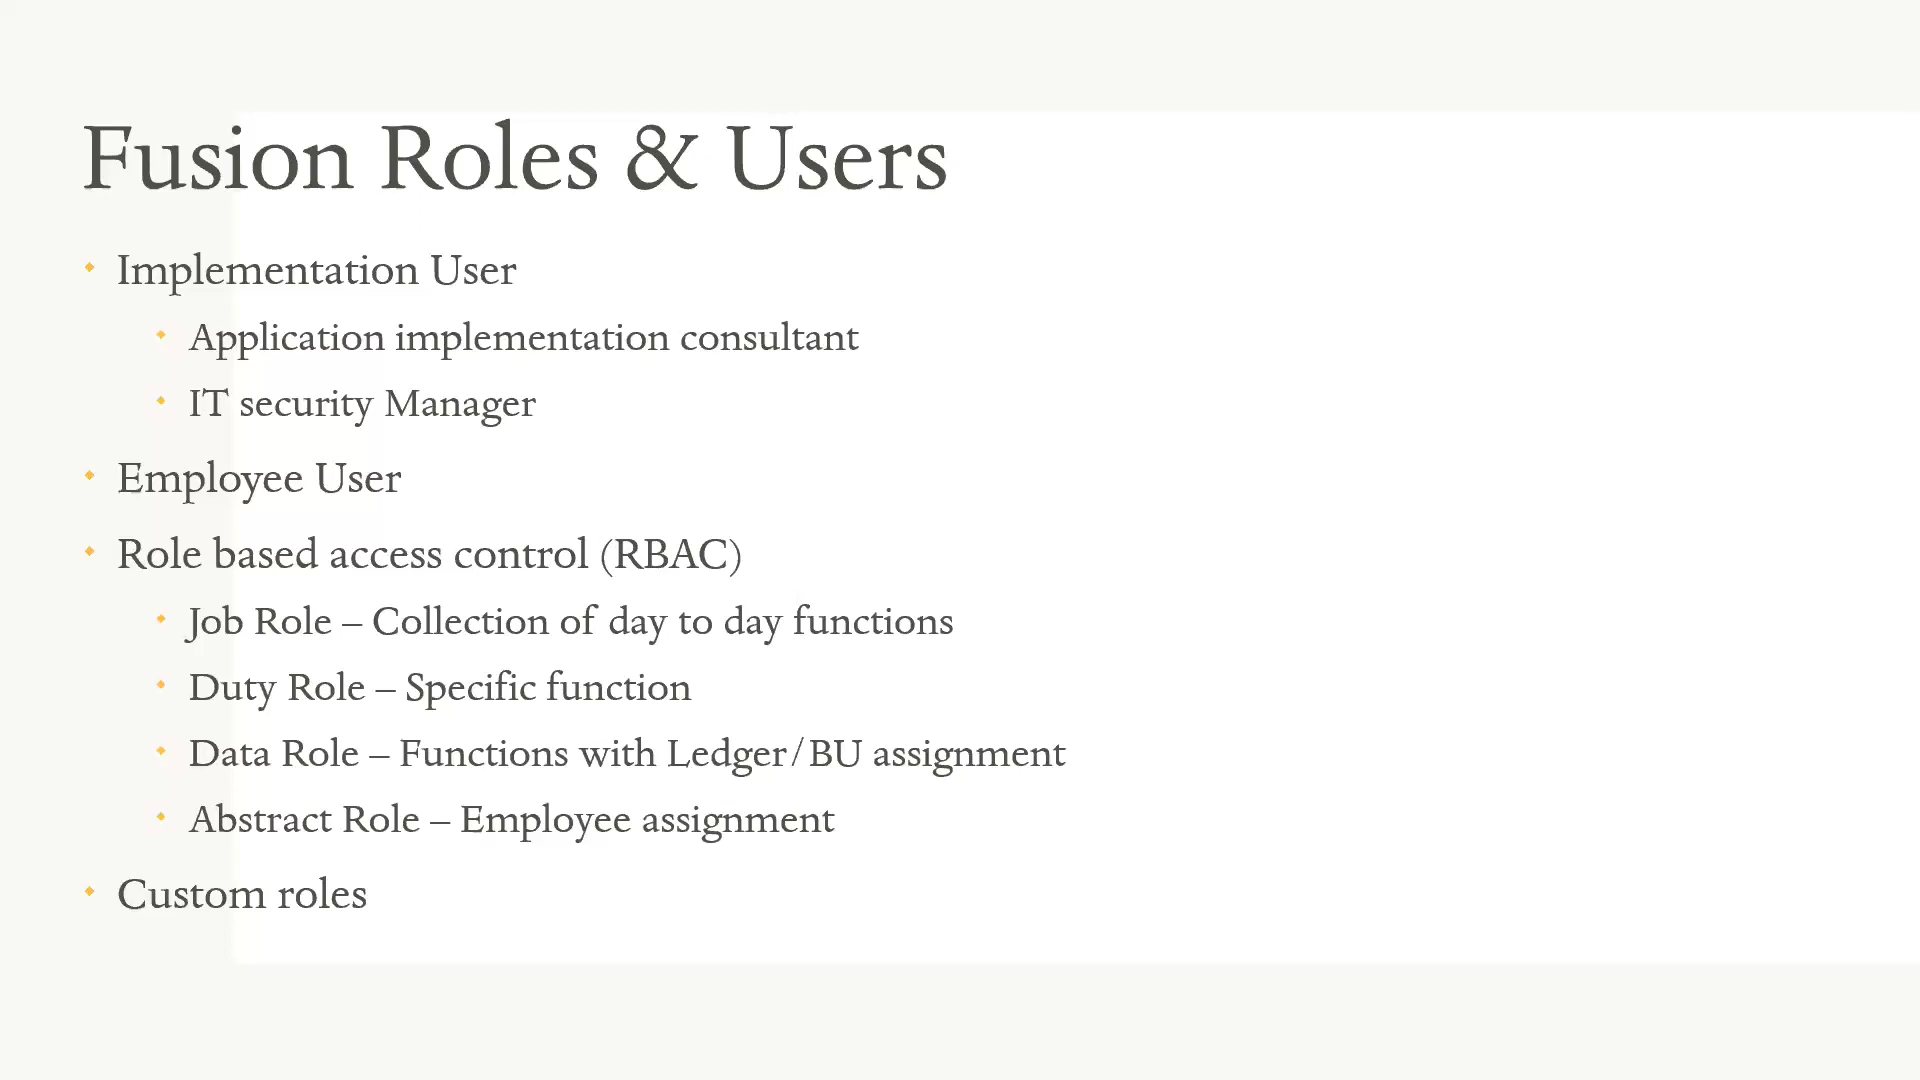 Fusion Roles & Users
Implementation User
Application implementation consultant
IT security Manager
Employee User
Role based access control (RBAC)
Job Role – Collection of day to day functions
Duty Role – Specific function
Data Role – Functions with Ledger/BU assignment
Abstract Role – Employee assignment
Custom roles